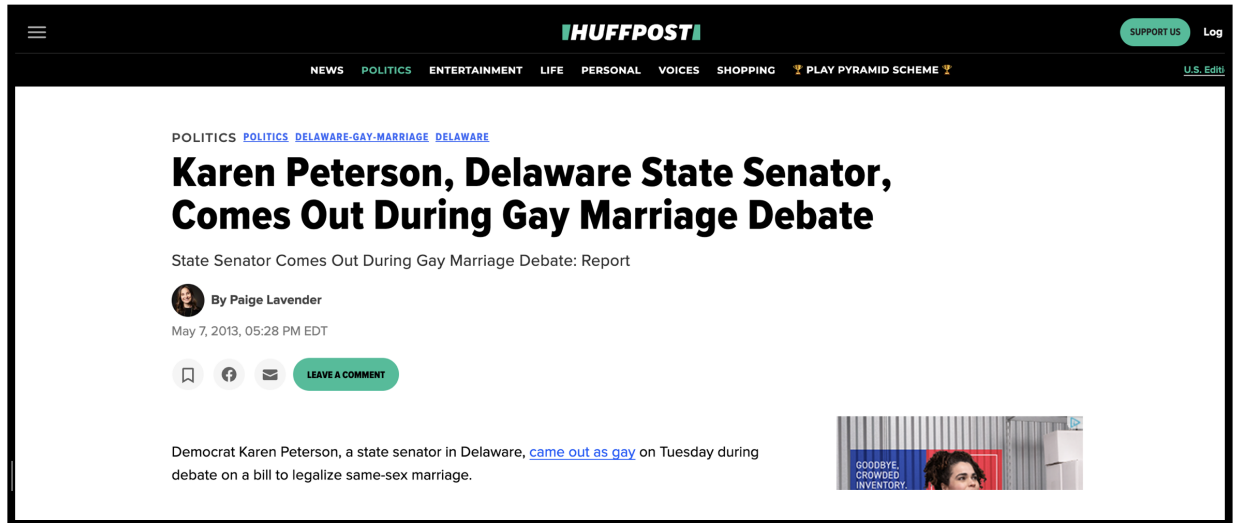 HUFFPOST
SUPPORT US
Log
NEWS POLITICS ENTERTAINMENT LIFE PERSONAL VOICES SHOPPING 🏆 PLAY PYRAMID SCHEME 🏆
U.S. Editi
POLITICS POLITICS DELAWARE-GAY-MARRIAGE DELAWARE
Karen Peterson, Delaware State Senator,
Comes Out During Gay Marriage Debate
State Senator Comes Out During Gay Marriage Debate: Report
By Paige Lavender
May 7, 2013, 05:28 PM EDT
LEAVE A COMMENT
Democrat Karen Peterson, a state senator in Delaware, came out as gay on Tuesday during
debate on a bill to legalize same-sex marriage.
GOODBYE,
CROWDED
INVENTORY.